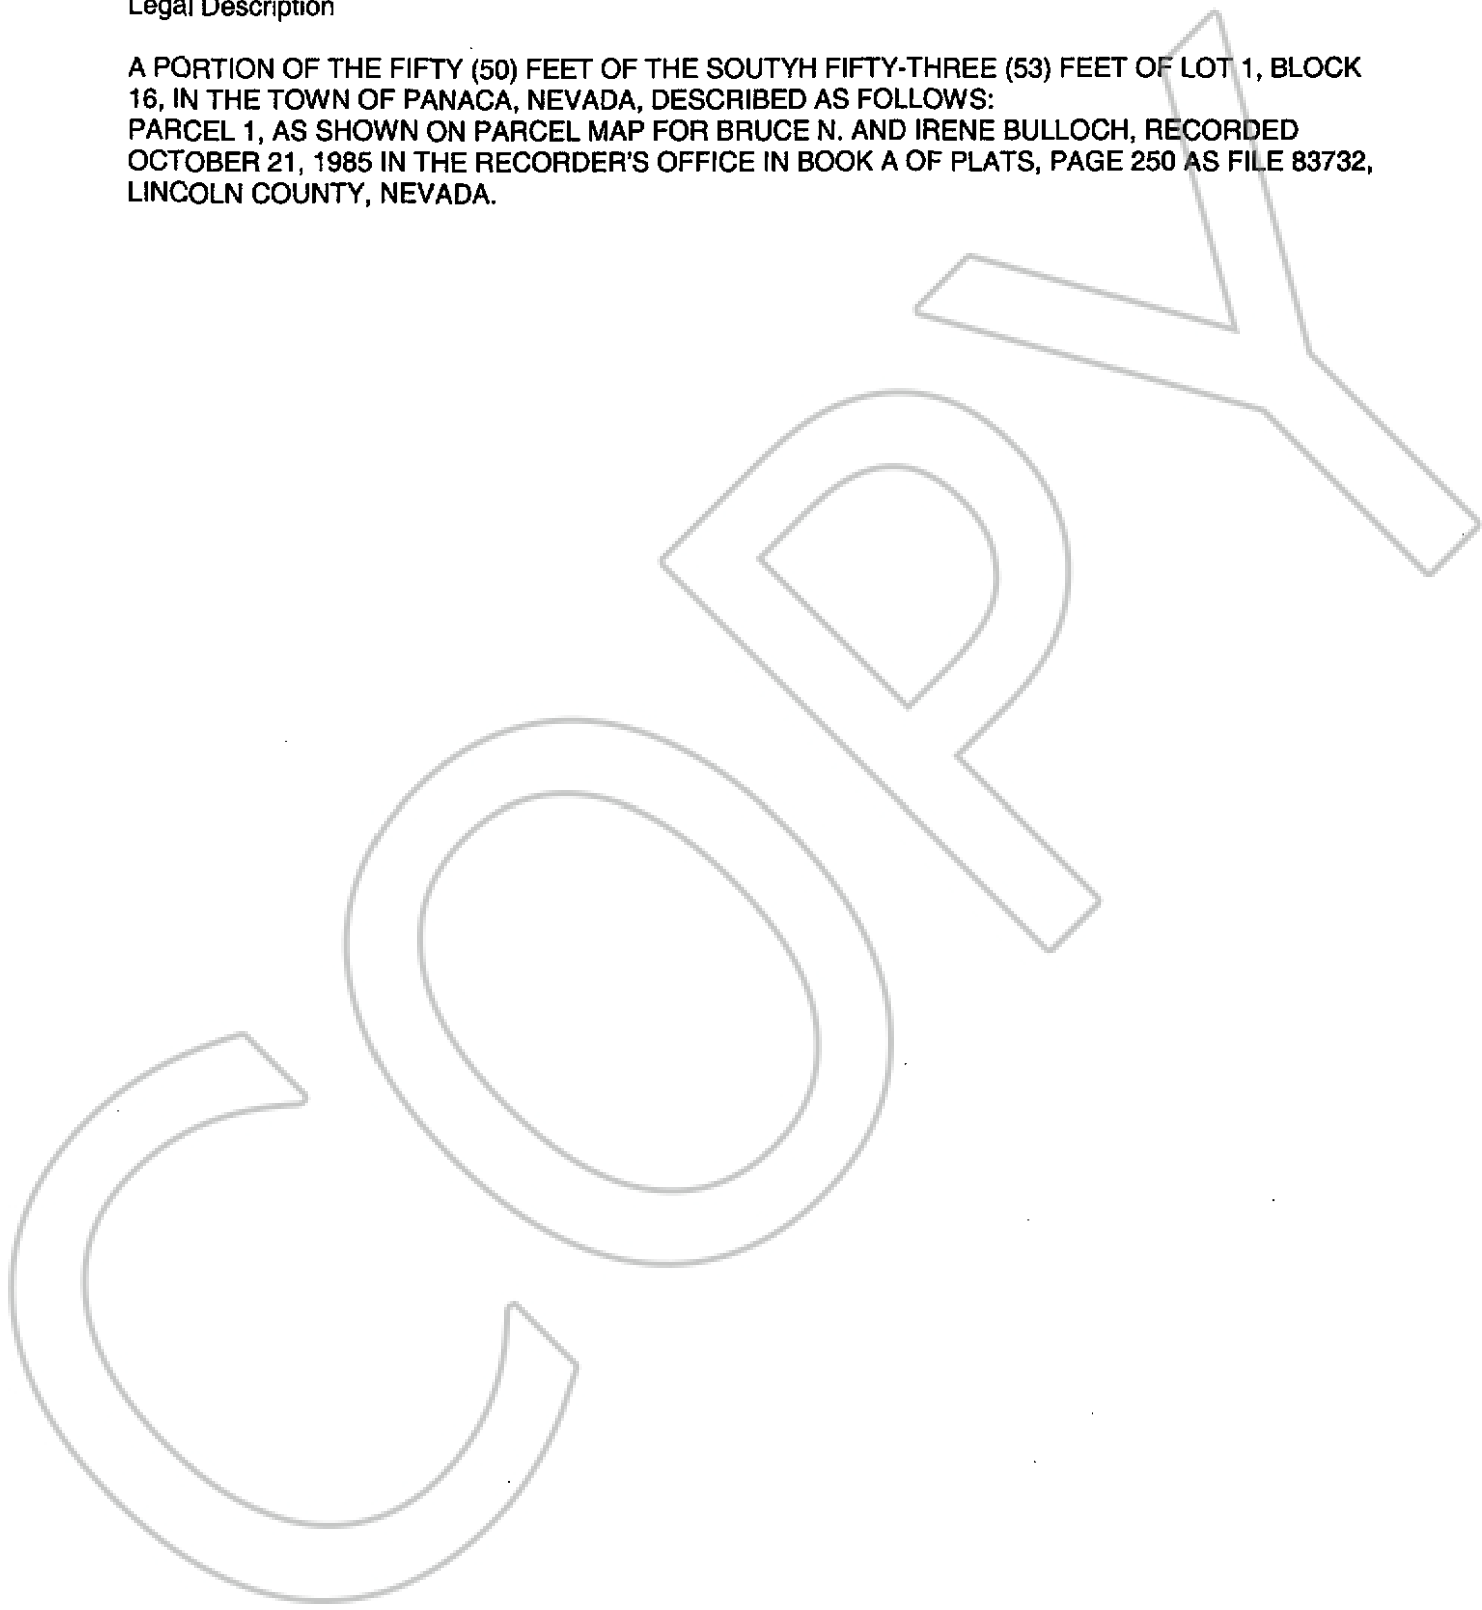 Legal Description
A PORTION OF THE FIFTY (50) FEET OF THE SOUTYH FIFTY-THREE (53) FEET OF LOT 1, BLOCK
16, IN THE TOWN OF PANACA, NEVADA, DESCRIBED AS FOLLOWS:
PARCEL 1, AS SHOWN ON PARCEL MAP FOR BRUCE N. AND IRENE BULLOCH, RECORDED
OCTOBER 21, 1985 IN THE RECORDER'S OFFICE IN BOOK A OF PLATS, PAGE 250 AS FILE 83732,
LINCOLN COUNTY, NEVADA.
COPY